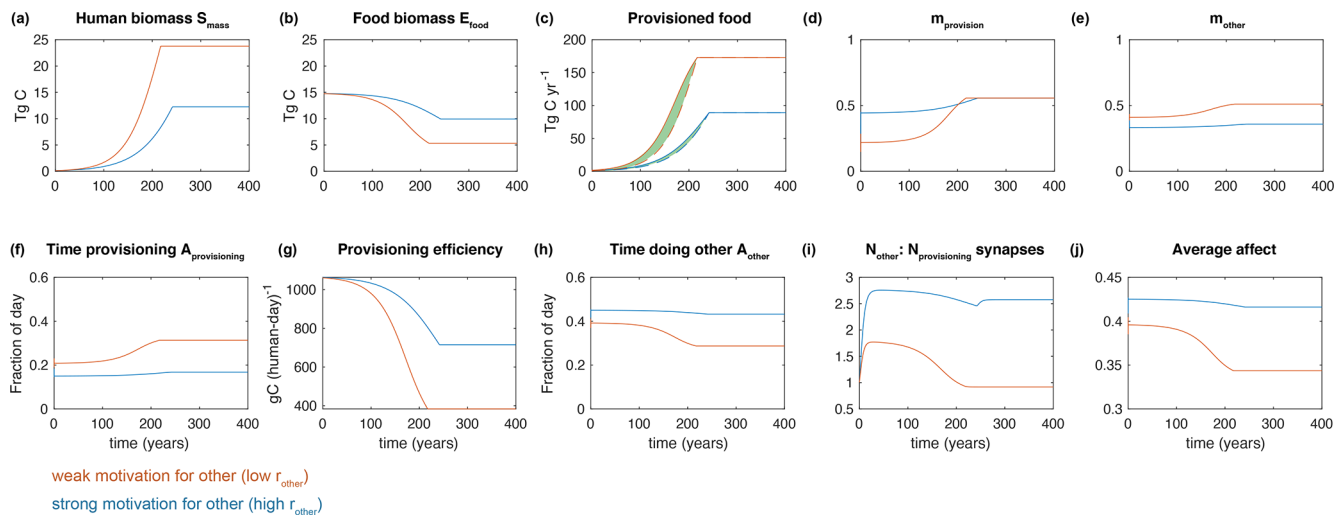 (a) Human biomass S_mass
(b) Food biomass E_food
(c) Provisioned food
(d) m_provision
(e) m_other
25
20
15
10
5
0
Tg C
0 100 200 300 400
25
20
15
10
5
0
Tg C
0 100 200 300 400
200
150
100
50
0
Tg C yr⁻¹
0 100 200 300 400
1
0.5
0
0 100 200 300 400
1
0.5
0
0 100 200 300 400
(f) Time provisioning A_provisioning
(g) Provisioning efficiency
(h) Time doing other A_other
(i) N_other: N_provisioning synapses
(j) Average affect
0.6
0.4
0.2
0
Fraction of day
0 100 200 300 400
time (years)
1000
800
600
400
gC (human-day)⁻¹
0 100 200 300 400
time (years)
0.6
0.4
0.2
0
Fraction of day
0 100 200 300 400
time (years)
3
2.5
2
1.5
1
0.5
0 100 200 300 400
time (years)
0.45
0.4
0.35
0.3
0 100 200 300 400
time (years)
weak motivation for other (low r_other)
strong motivation for other (high r_other)